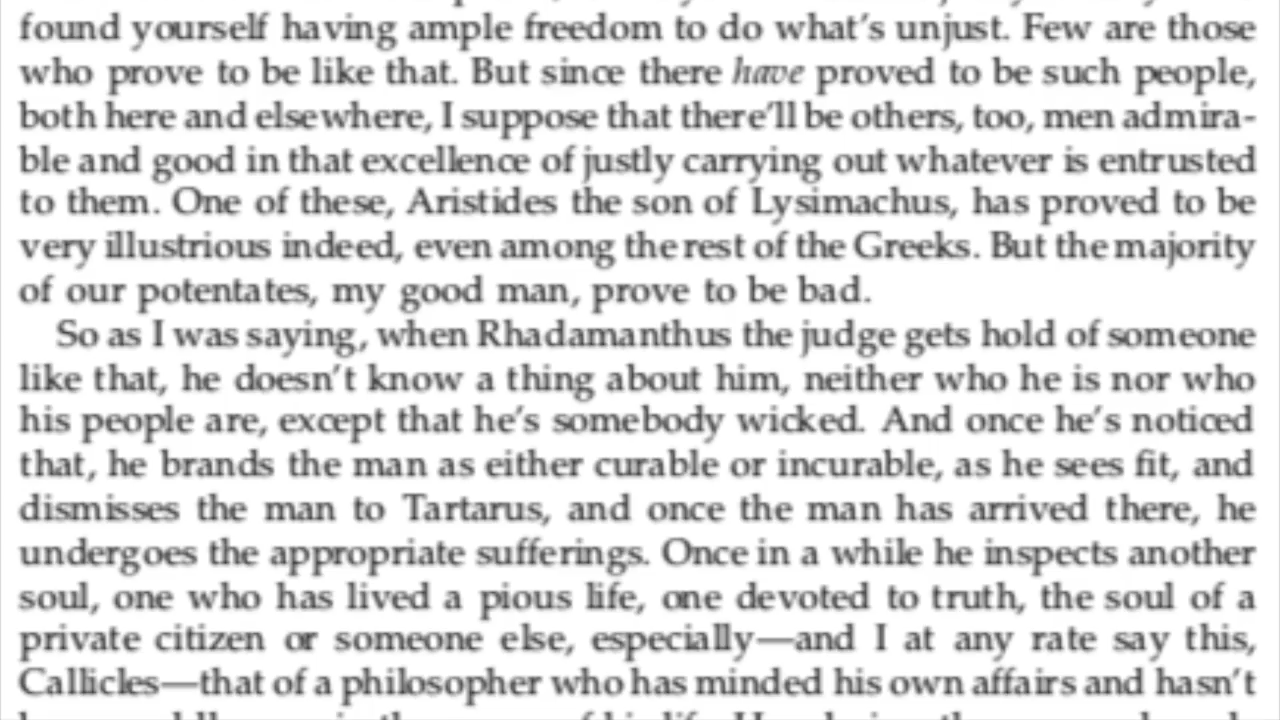 found yourself having ample freedom to do what's unjust. Few are those
who prove to be like that. But since there have proved to be such people,
both here and elsewhere, I suppose that there'll be others, too, men admira-
ble and good in that excellence of justly carrying out whatever is entrusted
to them. One of these, Aristides the son of Lysimachus, has proved to be
very illustrious indeed, even among the rest of the Greeks. But the majority
of our potentates, my good man, prove to be bad.
So as I was saying, when Rhadamanthus the judge gets hold of someone
like that, he doesn't know a thing about him, neither who he is nor who
his people are, except that he's somebody wicked. And once he's noticed
that, he brands the man as either curable or incurable, as he sees fit, and
dismisses the man to Tartarus, and once the man has arrived there, he
undergoes the appropriate sufferings. Once in a while he inspects another
soul, one who has lived a pious life, one devoted to truth, the soul of a
private citizen or someone else, especially—and I at any rate say this,
Callicles—that of a philosopher who has minded his own affairs and hasn't